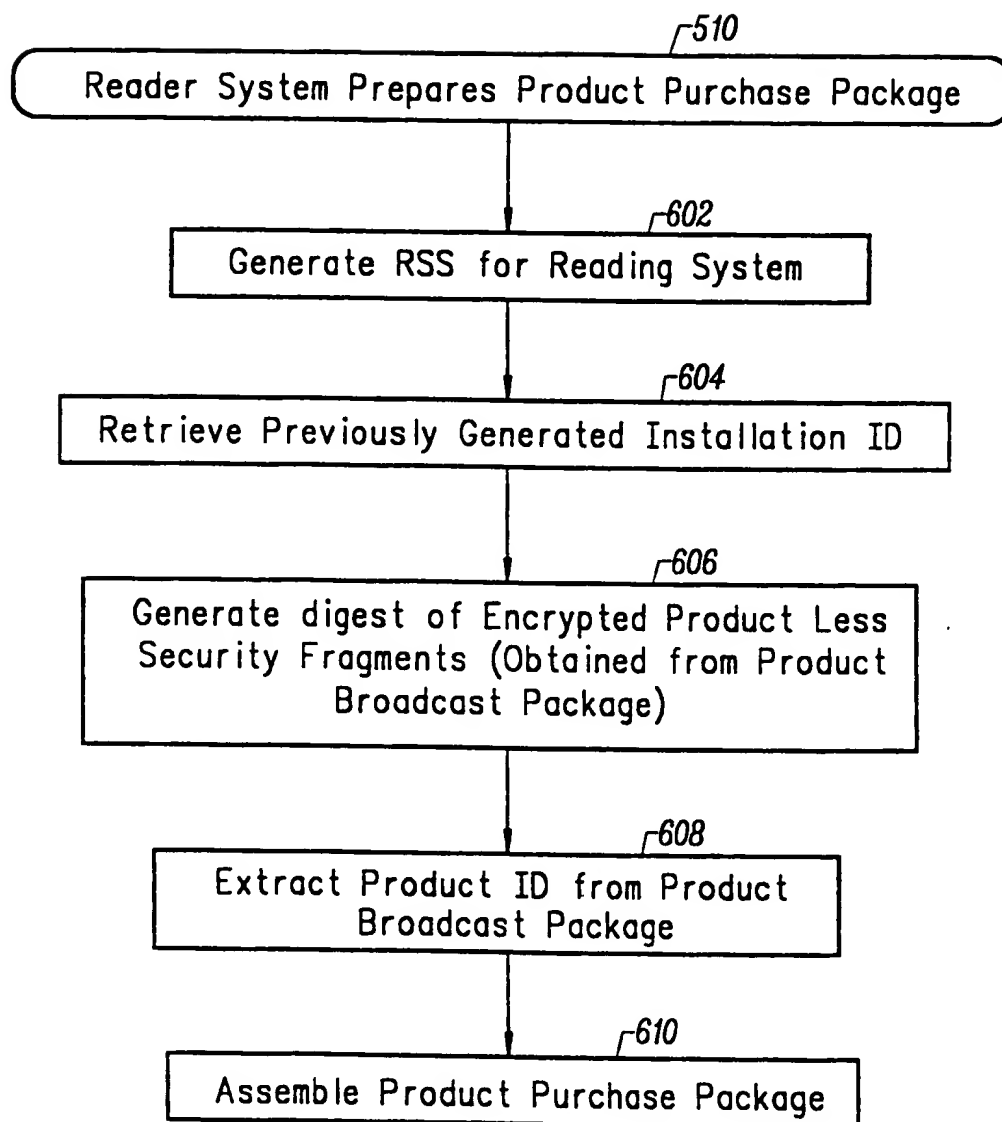 510
Reader System Prepares Product Purchase Package
602
Generate RSS for Reading System
604
Retrieve Previously Generated Installation ID
606
Generate digest of Encrypted Product Less
Security Fragments (Obtained from Product
Broadcast Package)
608
Extract Product ID from Product
Broadcast Package
610
Assemble Product Purchase Package